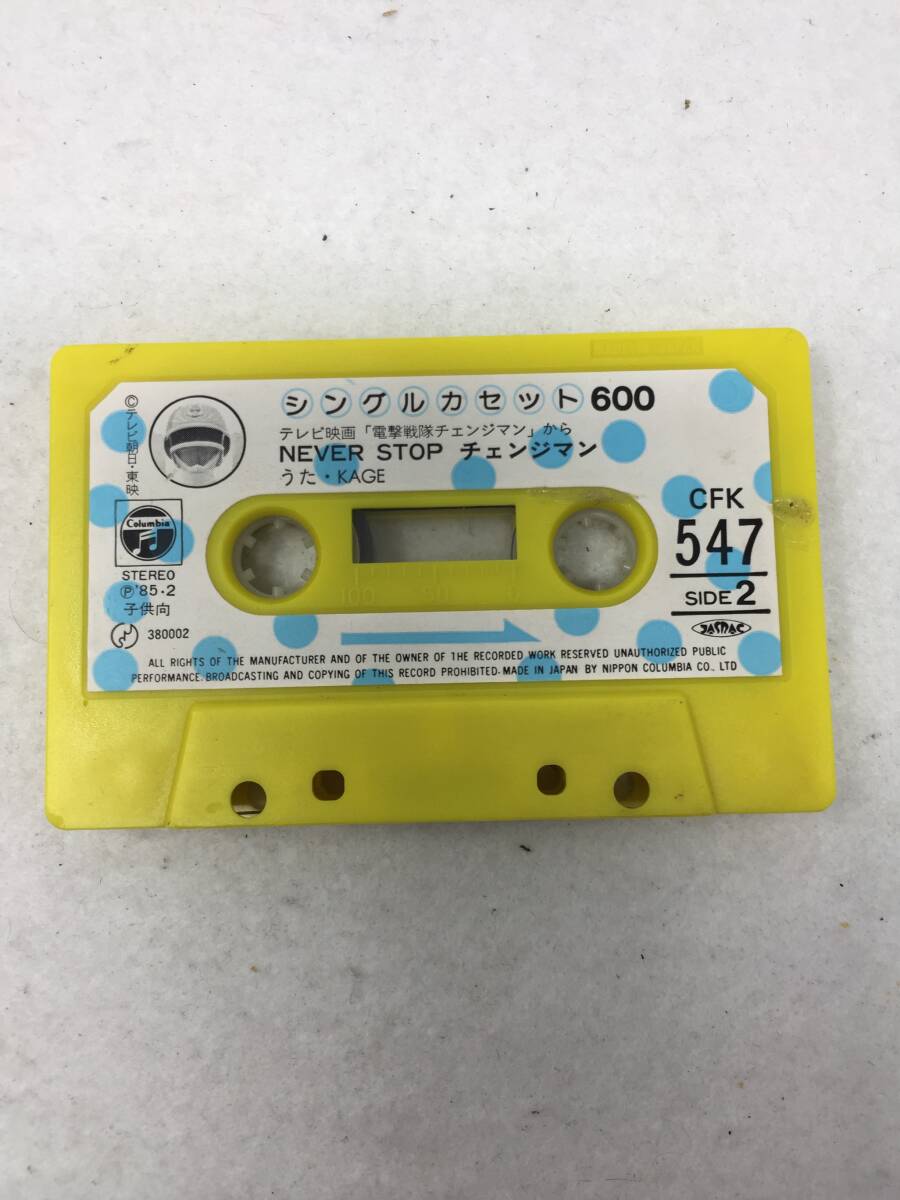 シングルカセット600
テレビ映画「電撃戦隊チェンジマン」から
NEVER STOP チェンジマン
うた・KAGE
©テレビ朝日・東映
Columbia
STEREO
Ⓟ'85・2
子供向
380002
CFK
547
SIDE 2
JASRAC
100 50
ALL RIGHTS OF THE MANUFACTURER AND OF THE OWNER OF THE RECORDED WORK RESERVED UNAUTHORIZED PUBLIC
PERFORMANCE. BROADCASTING AND COPYING OF THIS RECORD PROHIBITED. MADE IN JAPAN BY NIPPON COLUMBIA CO., LTD